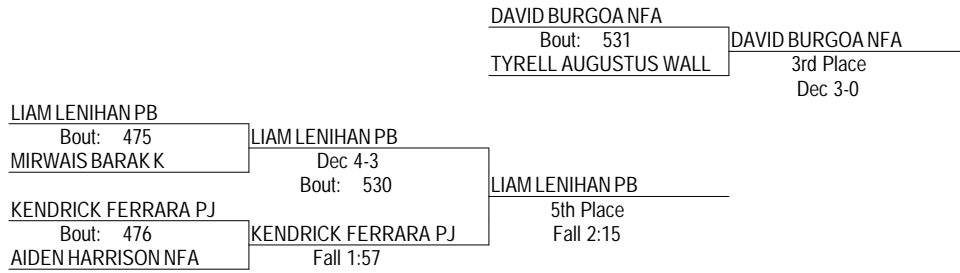 DAVID BURGOA NFA
Bout: 531
DAVID BURGOA NFA
TYRELL AUGUSTUS WALL
3rd Place
Dec 3-0
LIAM LENIHAN PB
Bout: 475
LIAM LENIHAN PB
MIRWAIS BARAK K
Dec 4-3
Bout: 530
LIAM LENIHAN PB
KENDRICK FERRARA PJ
5th Place
Bout: 476
KENDRICK FERRARA PJ
Fall 2:15
AIDEN HARRISON NFA
Fall 1:57